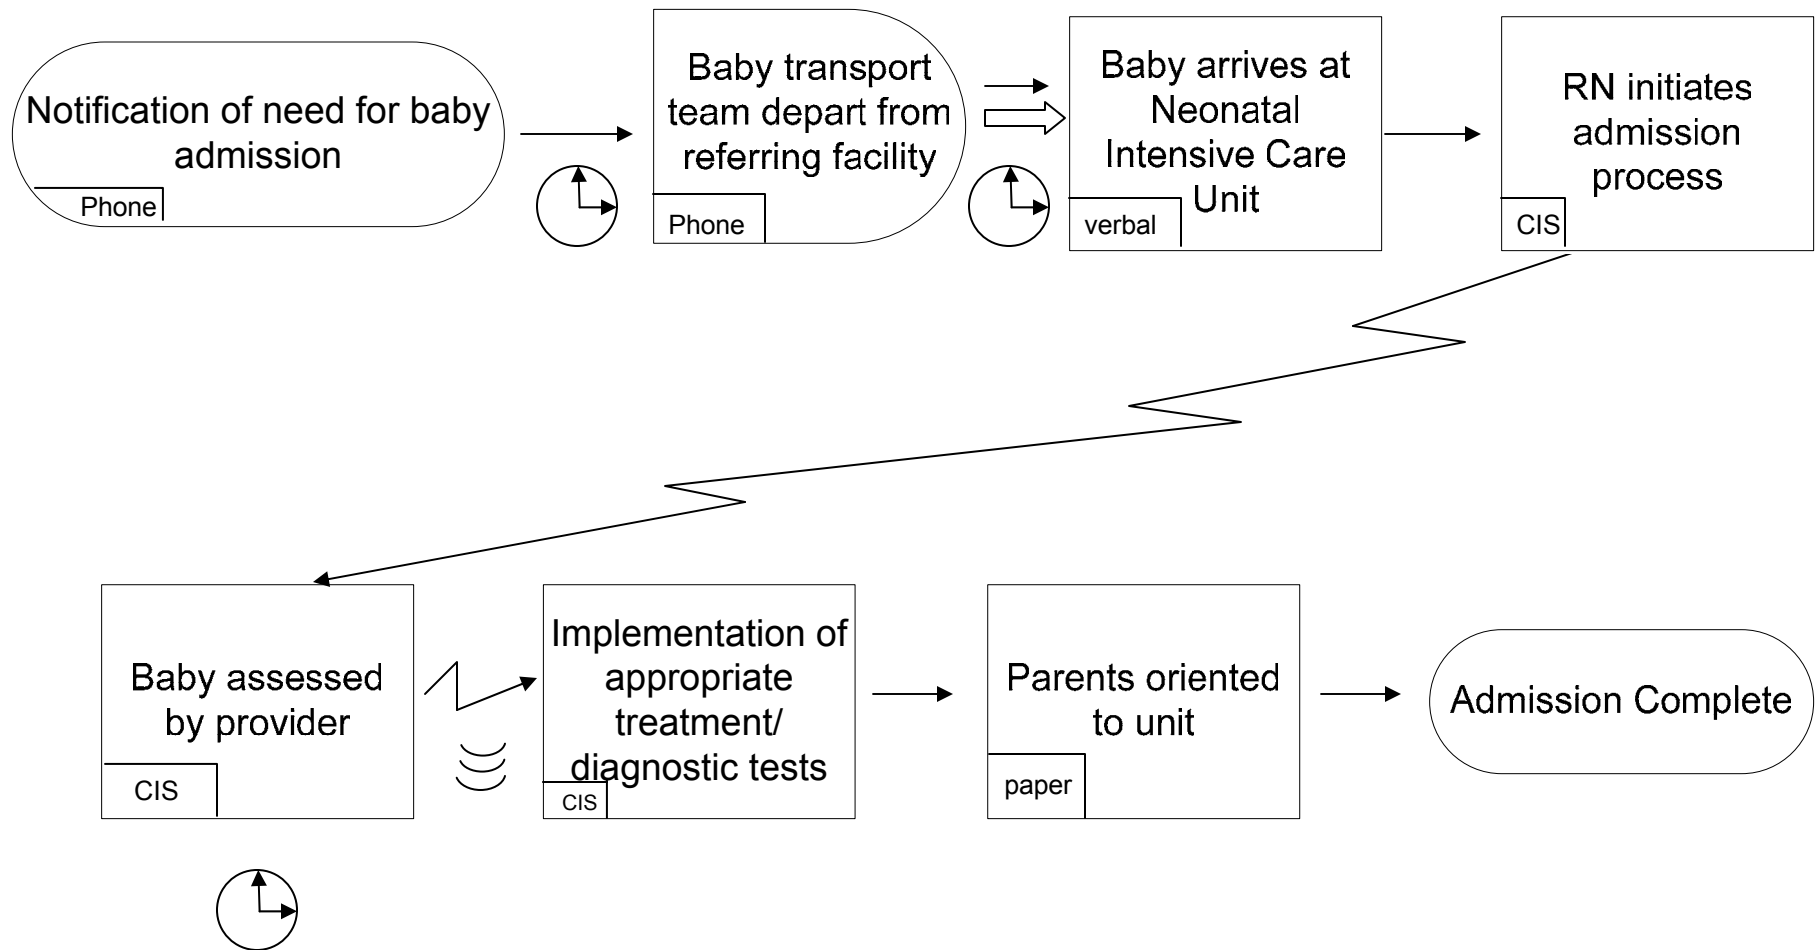 Notification of need for baby
admission
Phone
Baby transport
team depart from
referring facility
Phone
Baby arrives at
Neonatal
Intensive Care
Unit
verbal
RN initiates
admission
process
CIS
Baby assessed
by provider
CIS
Implementation of
appropriate
treatment/
diagnostic tests
CIS
Parents oriented
to unit
paper
Admission Complete